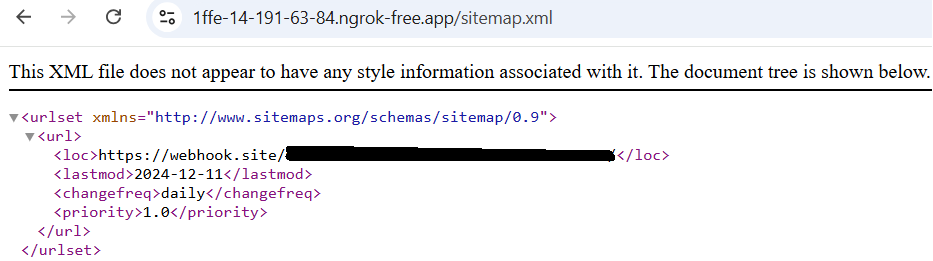 1ffe-14-191-63-84.ngrok-free.app/sitemap.xml
This XML file does not appear to have any style information associated with it. The document tree is shown below.
<urlset xmlns="http://www.sitemaps.org/schemas/sitemap/0.9">
<url>
<loc>https://webhook.site/</loc>
<lastmod>2024-12-11</lastmod>
<changefreq>daily</changefreq>
<priority>1.0</priority>
</url>
</urlset>